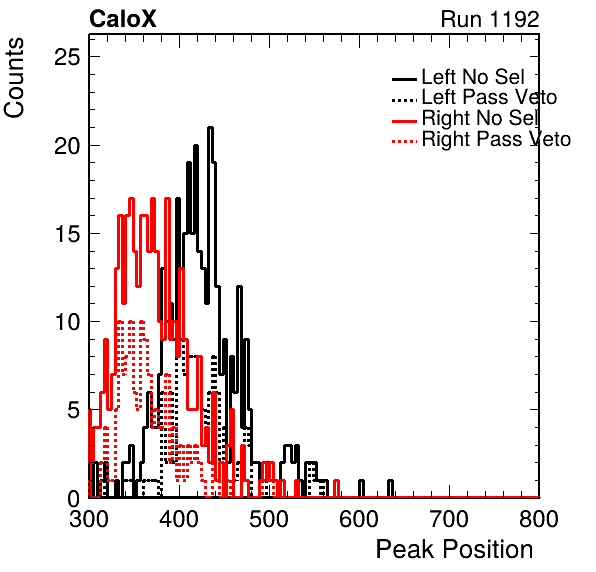 CaloX Run 1192
Counts
25
20
15
10
5
0
Left No Sel
Left Pass Veto
Right No Sel
Right Pass Veto
300 400 500 600 700 800
Peak Position